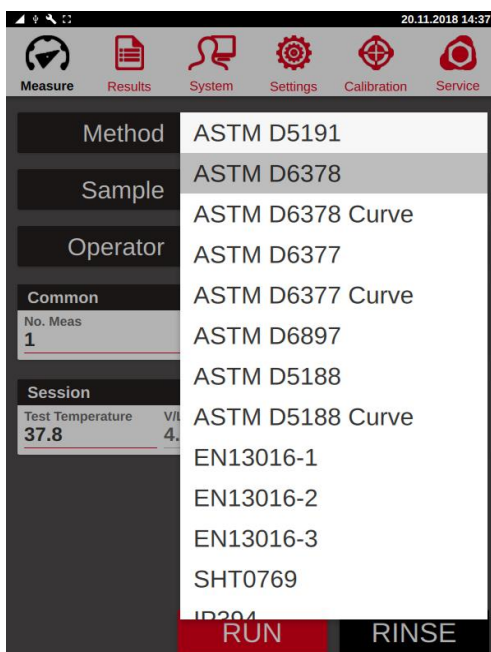 20.11.2018 14:37
Measure Results System Settings Calibration Service
Method
Sample
Operator
Common
No. Meas
1
Session
Test Temperature V/L
37.8 4.
ASTM D5191
ASTM D6378
ASTM D6378 Curve
ASTM D6377
ASTM D6377 Curve
ASTM D6897
ASTM D5188
ASTM D5188 Curve
EN13016-1
EN13016-2
EN13016-3
SHT0769
IP394
RUN RINSE